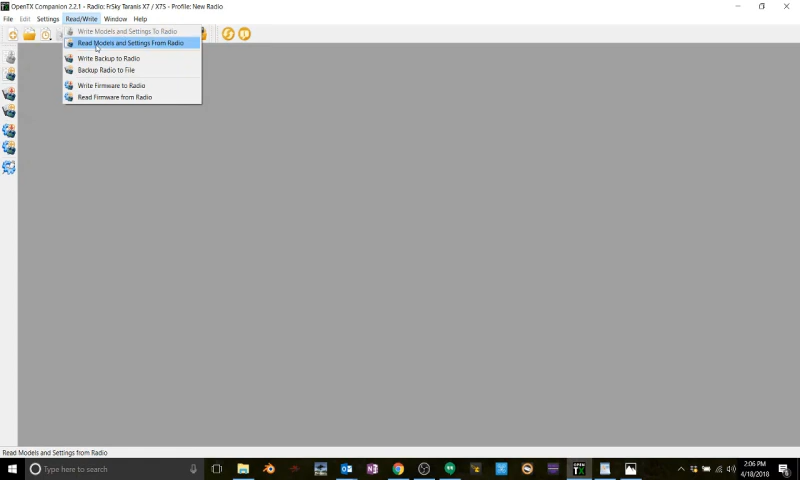 OpenTX Companion 2.2.1 - Radio: FrSky Taranis X7 / X7S - Profile: New Radio
File Edit Settings Read/Write Window Help
Write Models and Settings To Radio
Read Models and Settings From Radio
Write Backup to Radio
Backup Radio to File
Write Firmware to Radio
Read Firmware from Radio
Read Models and Settings from Radio
Type here to search
OPEN
TX
2:06 PM
4/18/2018